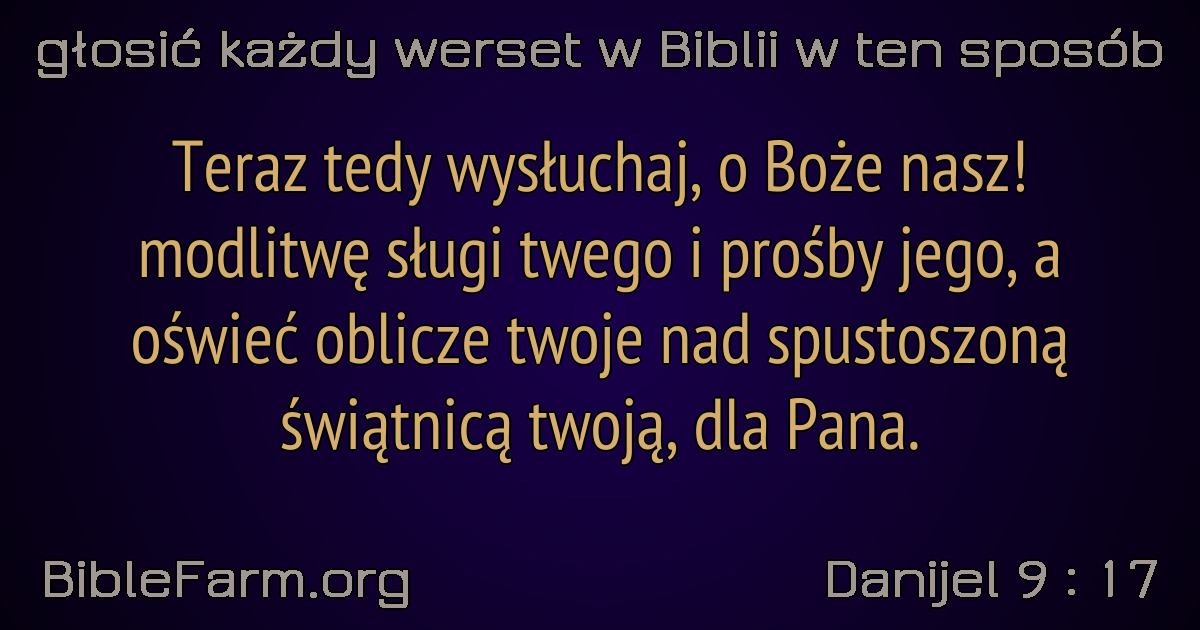 głosić każdy werset w Biblii w ten sposób
Teraz tedy wysłuchaj, o Boże nasz!
modlitwę sługi twego i prośby jego, a
oświeć oblicze twoje nad spustoszoną
świątnicą twoją, dla Pana.
BibleFarm.org
Danijel 9 : 17